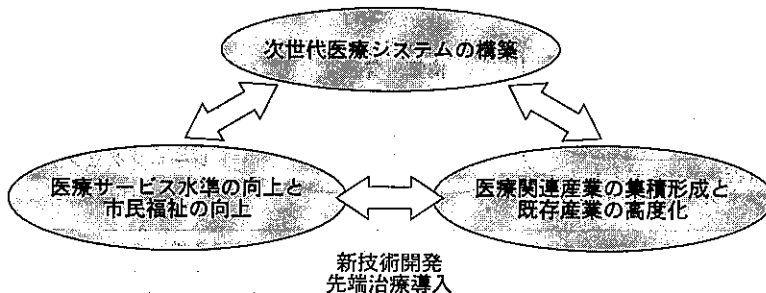 次世代医療システムの構築
医療サービス水準の向上と
市民福祉の向上
医療関連産業の集積形成と
既存産業の高度化
新技術開発
先端治療導入